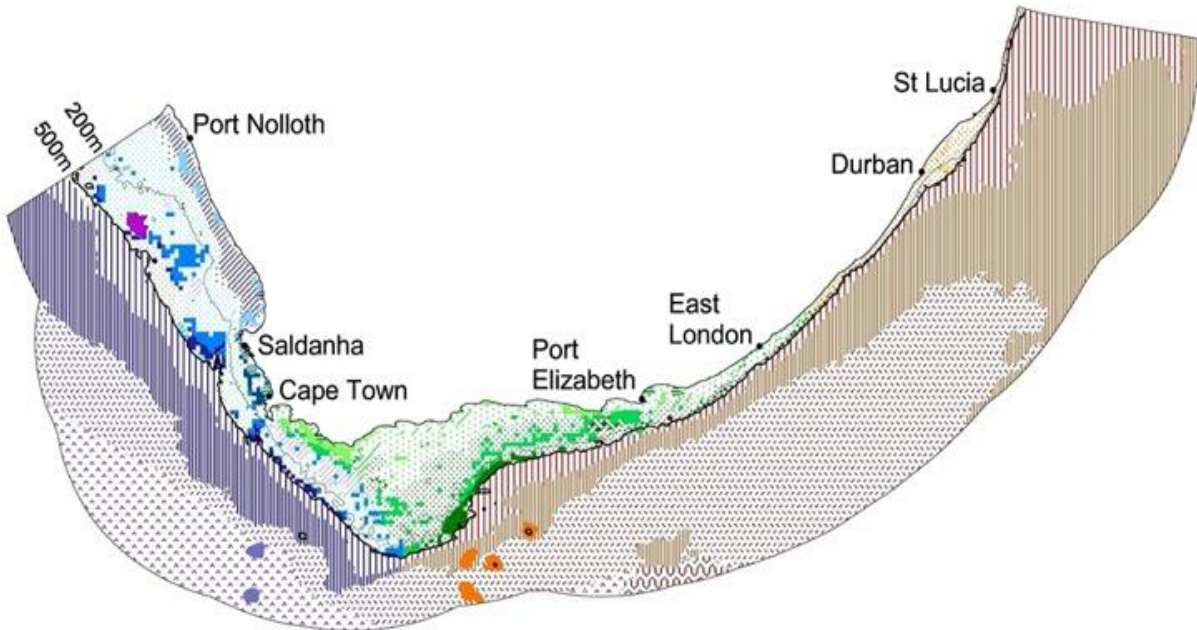 200m
500m
Port Nolloth
Saldanha
Cape Town
Port
Elizabeth
East
London
Durban
St Lucia